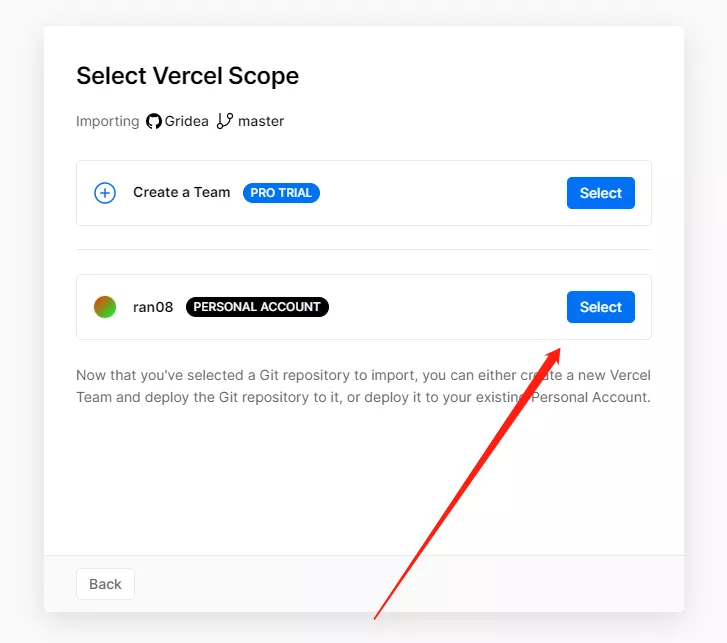 Select Vercel Scope
Importing Gridea master
Create a Team PRO TRIAL Select
ran08 PERSONAL ACCOUNT Select
Now that you've selected a Git repository to import, you can either create a new Vercel
Team and deploy the Git repository to it, or deploy it to your existing Personal Account.
Back